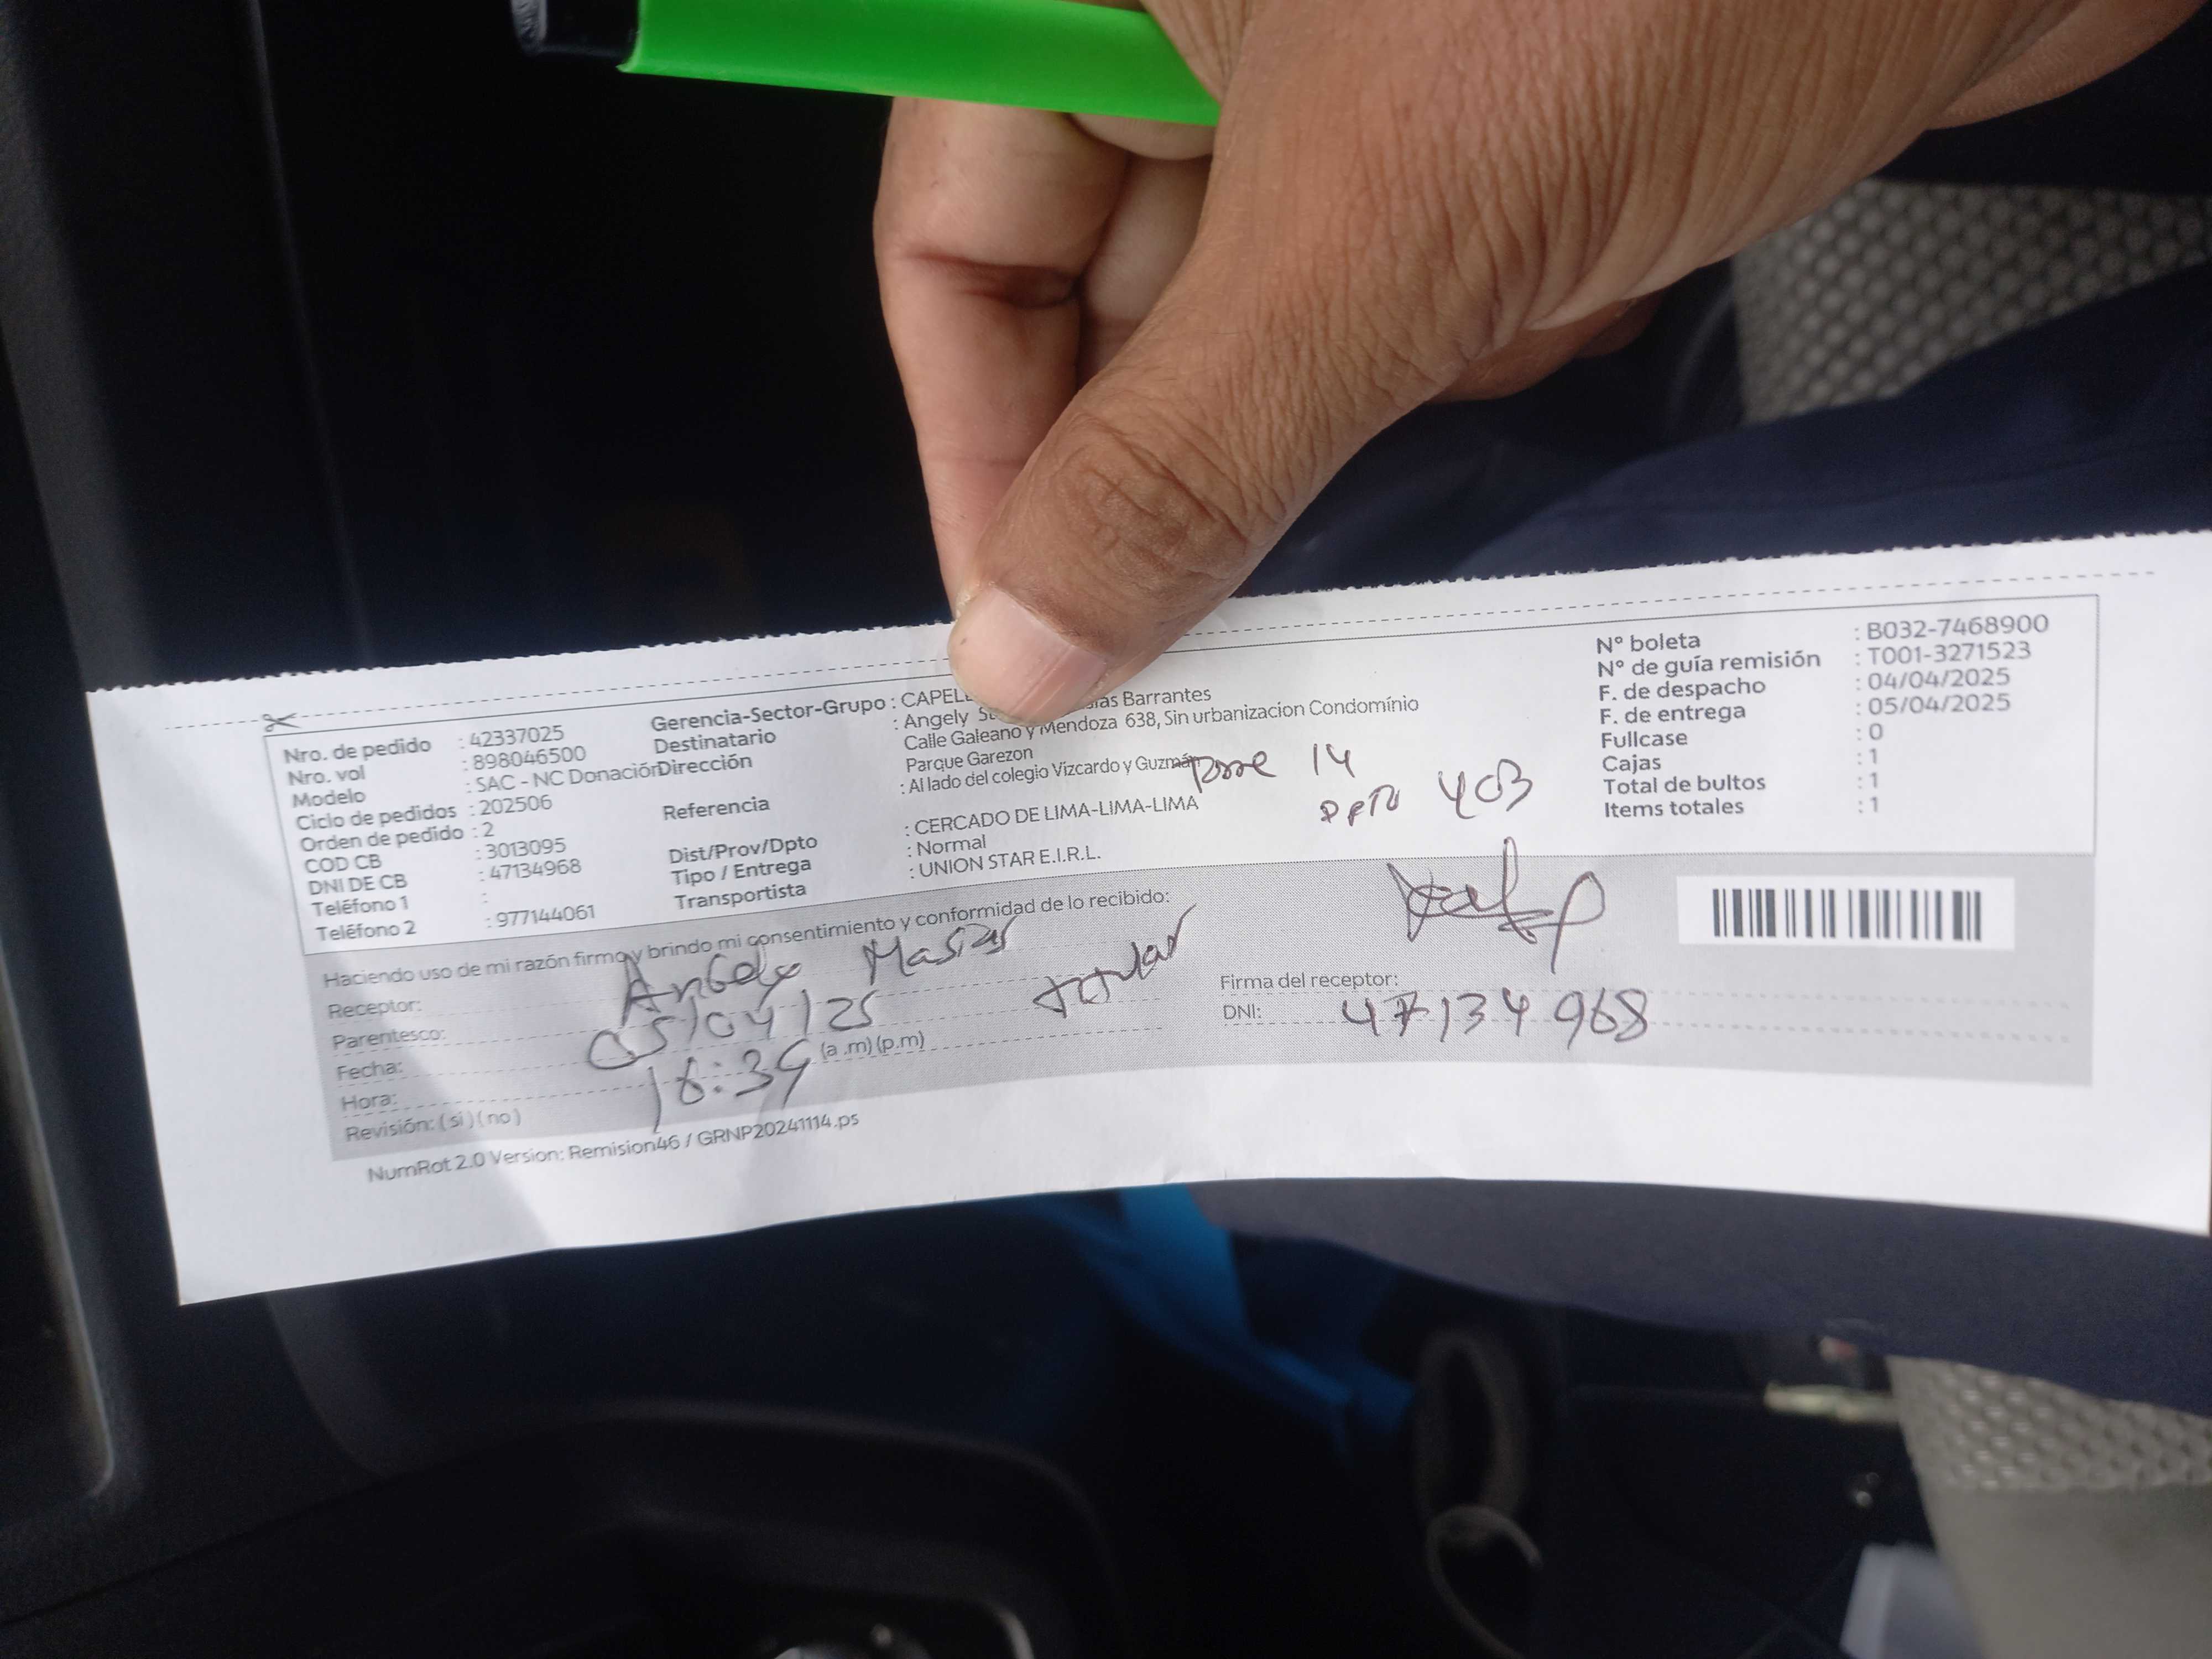 Nro. de pedido : 42337025
Nro. vol : 898046500
Modelo : SAC - NC Donación
Ciclo de pedidos : 202506
Orden de pedido : 2
COD CB : 3013095
DNI DE CB : 47134968
Teléfono 1 :
Teléfono 2 : 977144061
Gerencia-Sector-Grupo :
Destinatario : Angely Barrantes
Dirección Calle Galeano y Mendoza 638, Sin urbanizacion Condomínio
Parque Garezon
Referencia : Al lado del colegio Vizcardo y Guzmán
Torre 14
DPTO 403
Dist/Prov/Dpto : CERCADO DE LIMA-LIMA-LIMA
Tipo / Entrega : Normal
Transportista : UNION STAR E.I.R.L.
N° boleta : B032-7468900
N° de guía remisión : T001-3271523
F. de despacho : 04/04/2025
F. de entrega : 05/04/2025
Fullcase : 0
Cajas : 1
Total de bultos : 1
Items totales : 1
Haciendo uso de mi razón firmo y brindo mi consentimiento y conformidad de lo recibido:
Receptor: Angely Masias
Parentesco: titular
Fecha: 05/04/25
Hora: 16:39 (a .m) (p.m)
Revisión: ( si ) ( no )
Firma del receptor:
DNI: 47134968
NumRot 2.0 Version: Remision46 / GRNP20241114.ps